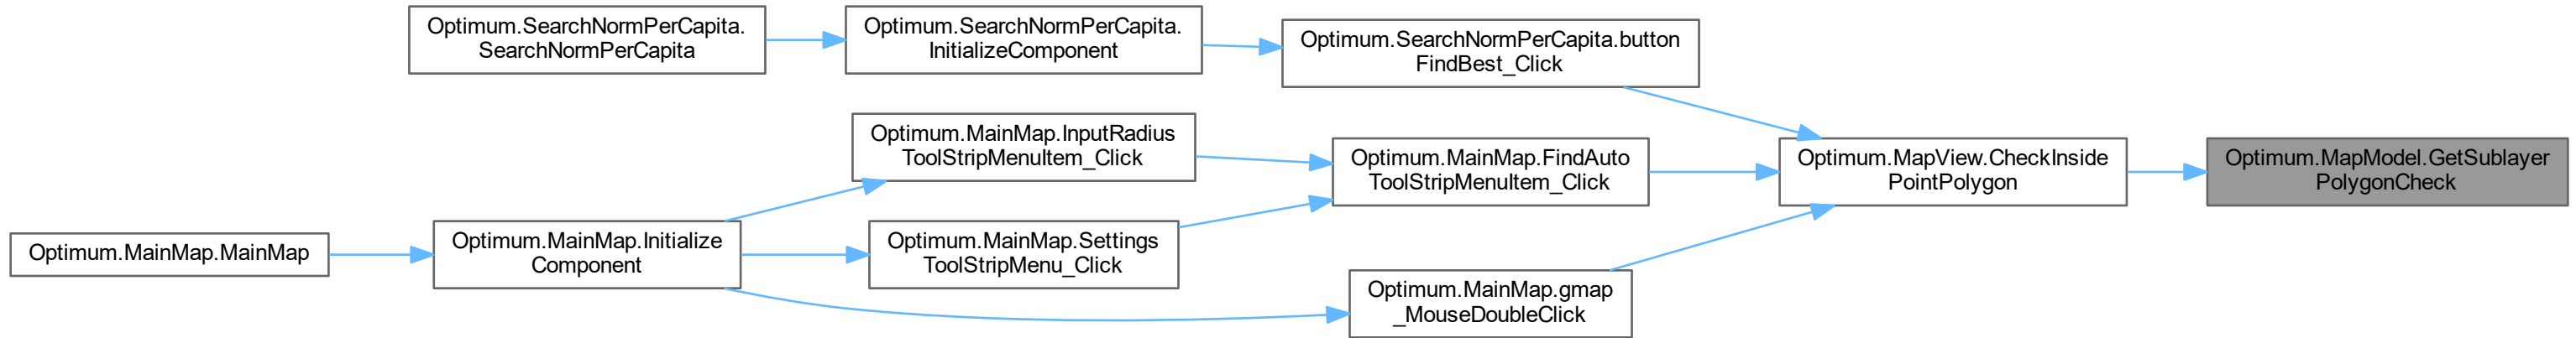 Optimum.SearchNormPerCapita.
SearchNormPerCapita
Optimum.SearchNormPerCapita.
InitializeComponent
Optimum.SearchNormPerCapita.button
FindBest_Click
Optimum.MainMap.InputRadius
ToolStripMenuItem_Click
Optimum.MainMap.FindAuto
ToolStripMenuItem_Click
Optimum.MapView.CheckInside
PointPolygon
Optimum.MapModel.GetSublayer
PolygonCheck
Optimum.MainMap.MainMap
Optimum.MainMap.Initialize
Component
Optimum.MainMap.Settings
ToolStripMenu_Click
Optimum.MainMap.gmap
_MouseDoubleClick